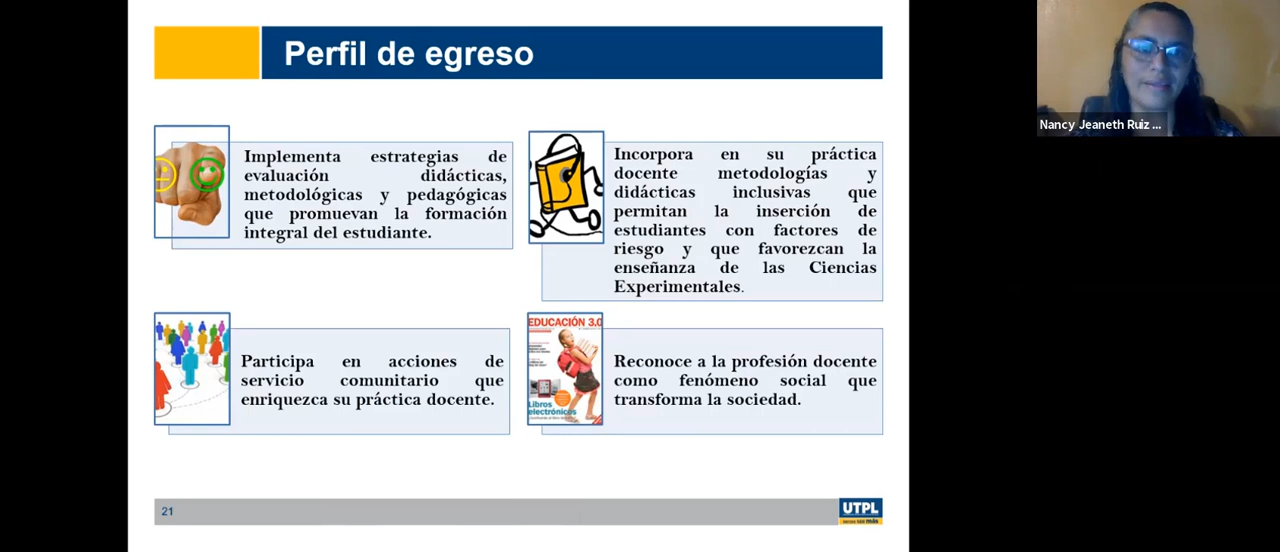 Perfil de egreso
Implementa estrategias de
evaluación didácticas,
metodológicas y pedagógicas
que promuevan la formación
integral del estudiante.
Incorpora en su práctica
docente metodologías y
didácticas inclusivas que
permitan la inserción de
estudiantes con factores de
riesgo y que favorezcan la
enseñanza de las Ciencias
Experimentales.
Participa en acciones de
servicio comunitario que
enriquezca su práctica docente.
EDUCACIÓN 3.0
Libros
electrónicos
Reconoce a la profesión docente
como fenómeno social que
transforma la sociedad.
21
UTPL
Nancy Jeaneth Ruiz ...